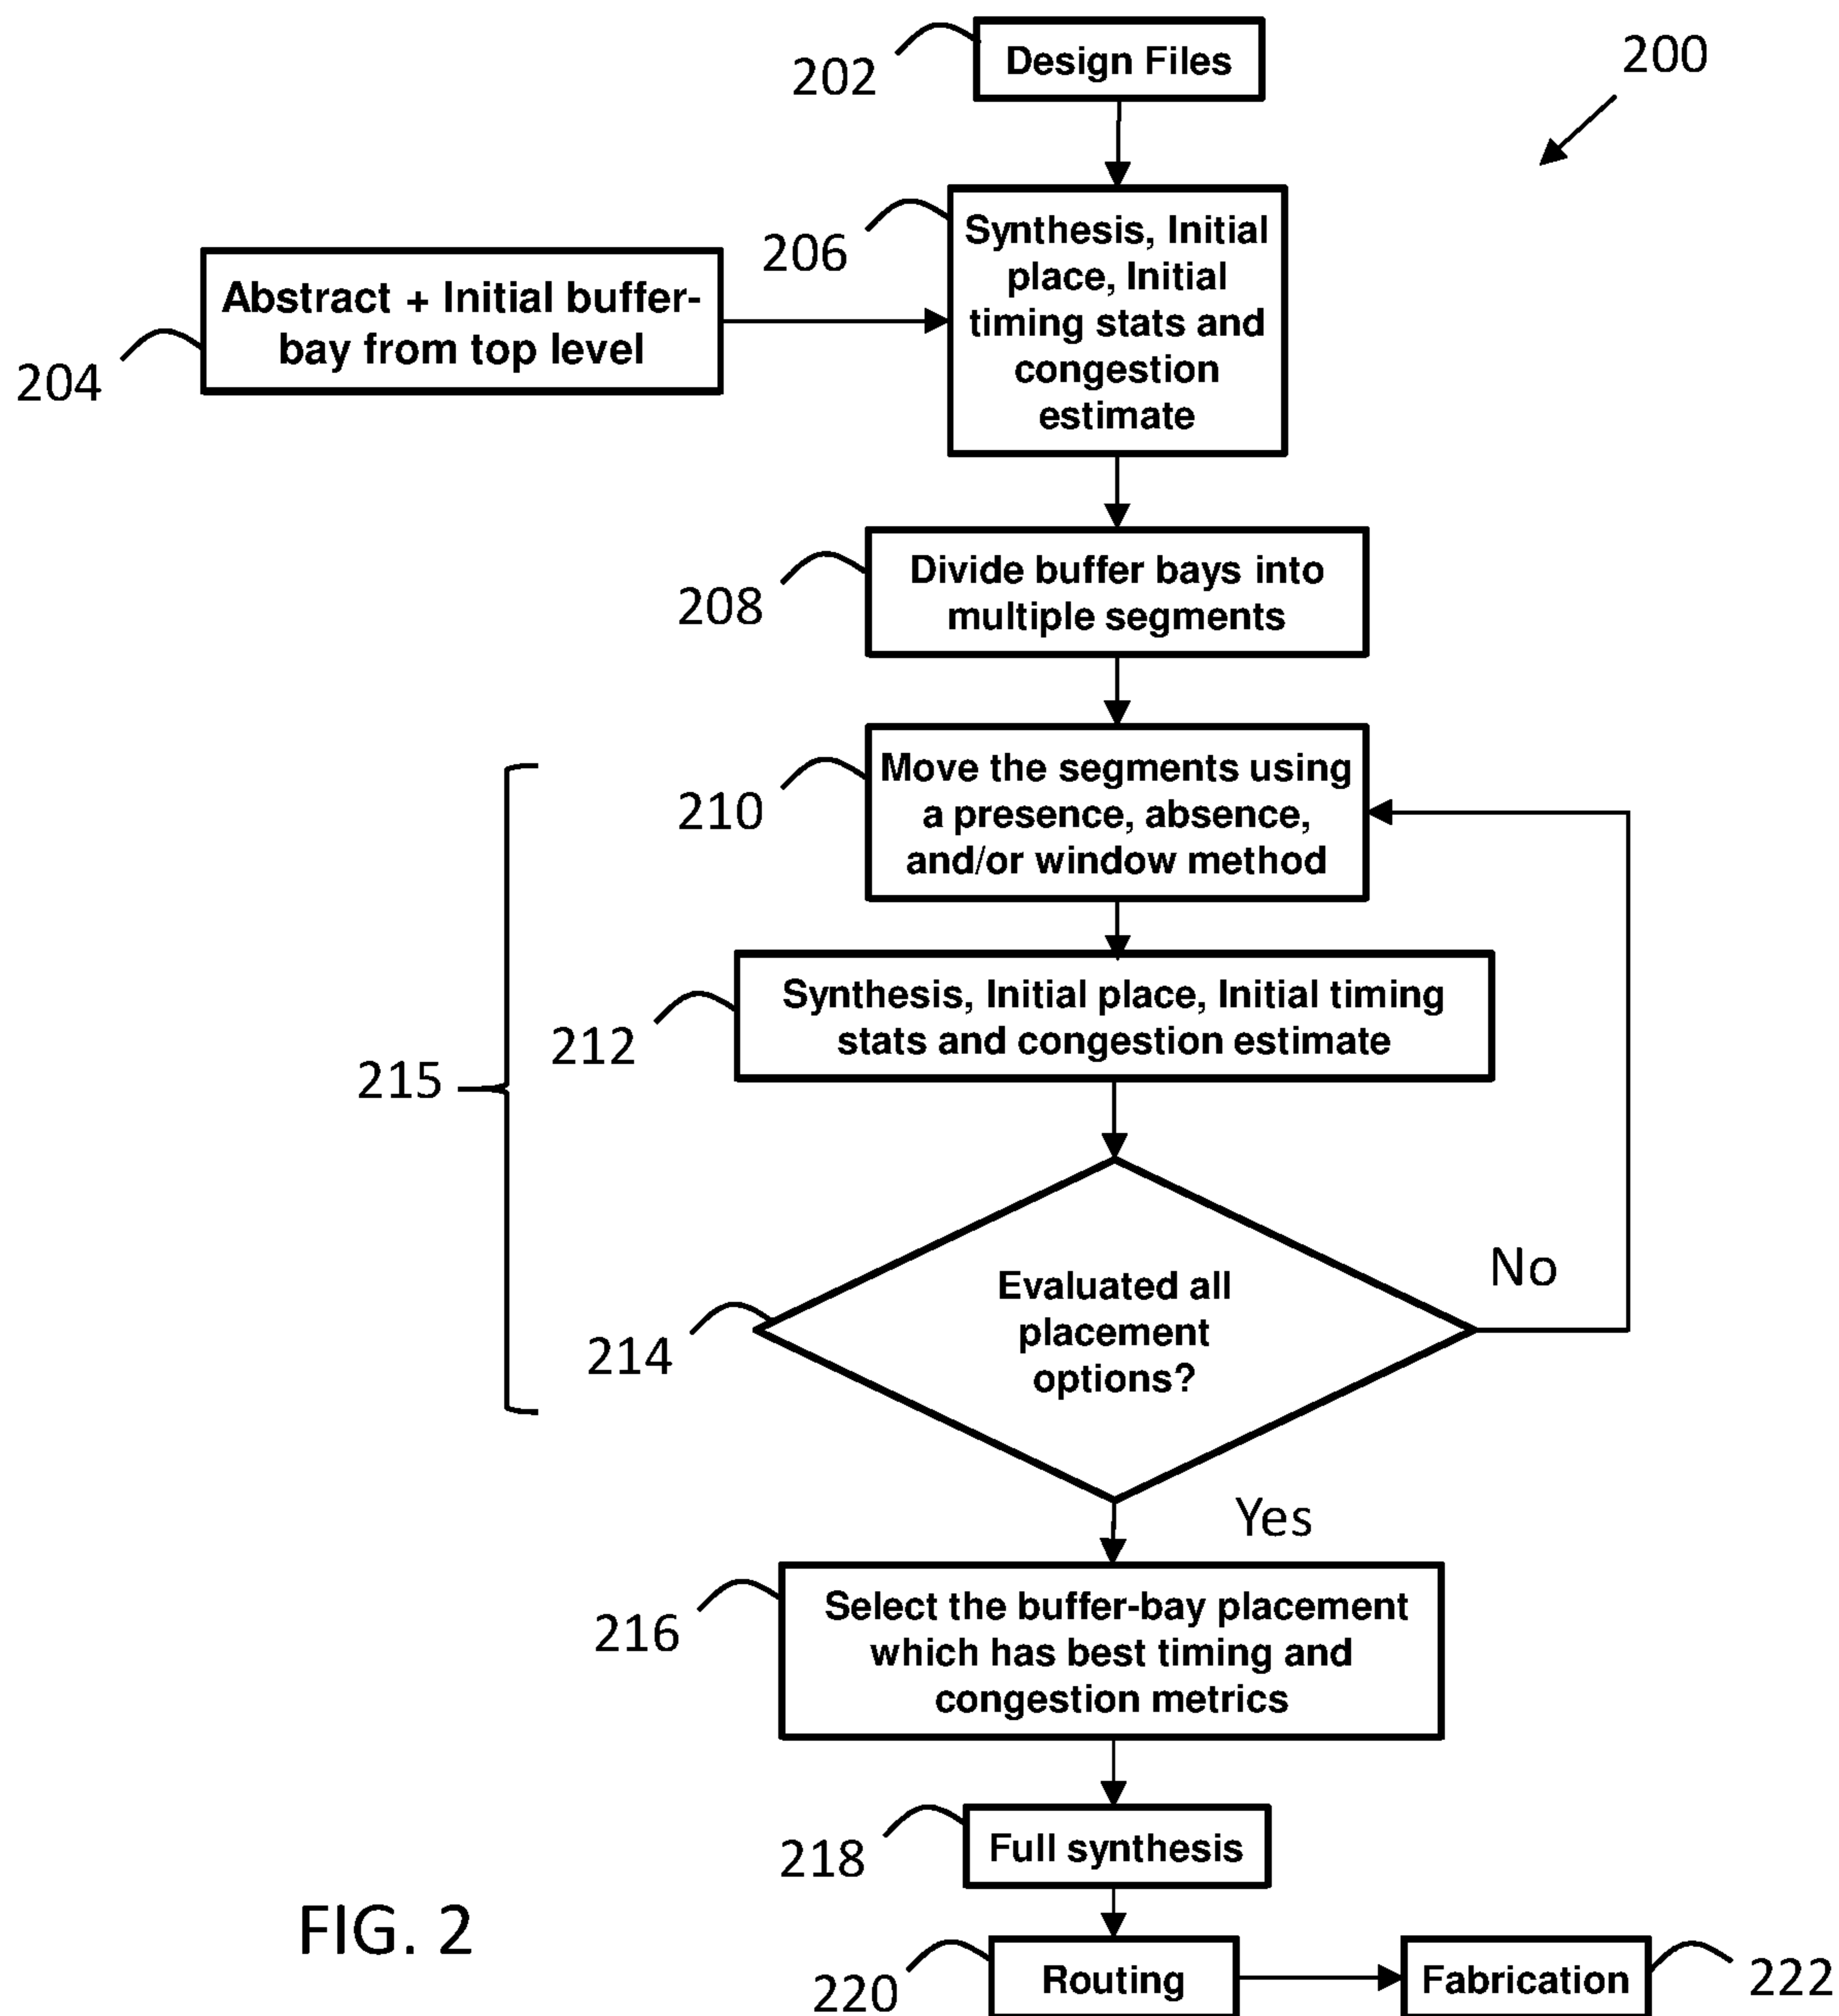 202
Design Files
200
206
Synthesis, Initial
place, Initial
timing stats and
congestion
estimate
204
Abstract + Initial buffer-
bay from top level
208
Divide buffer bays into
multiple segments
210
Move the segments using
a presence, absence,
and/or window method
212
Synthesis, Initial place, Initial timing
stats and congestion estimate
215
214
Evaluated all
placement
options?
No
Yes
216
Select the buffer-bay placement
which has best timing and
congestion metrics
218
Full synthesis
FIG. 2
220
Routing
Fabrication
222